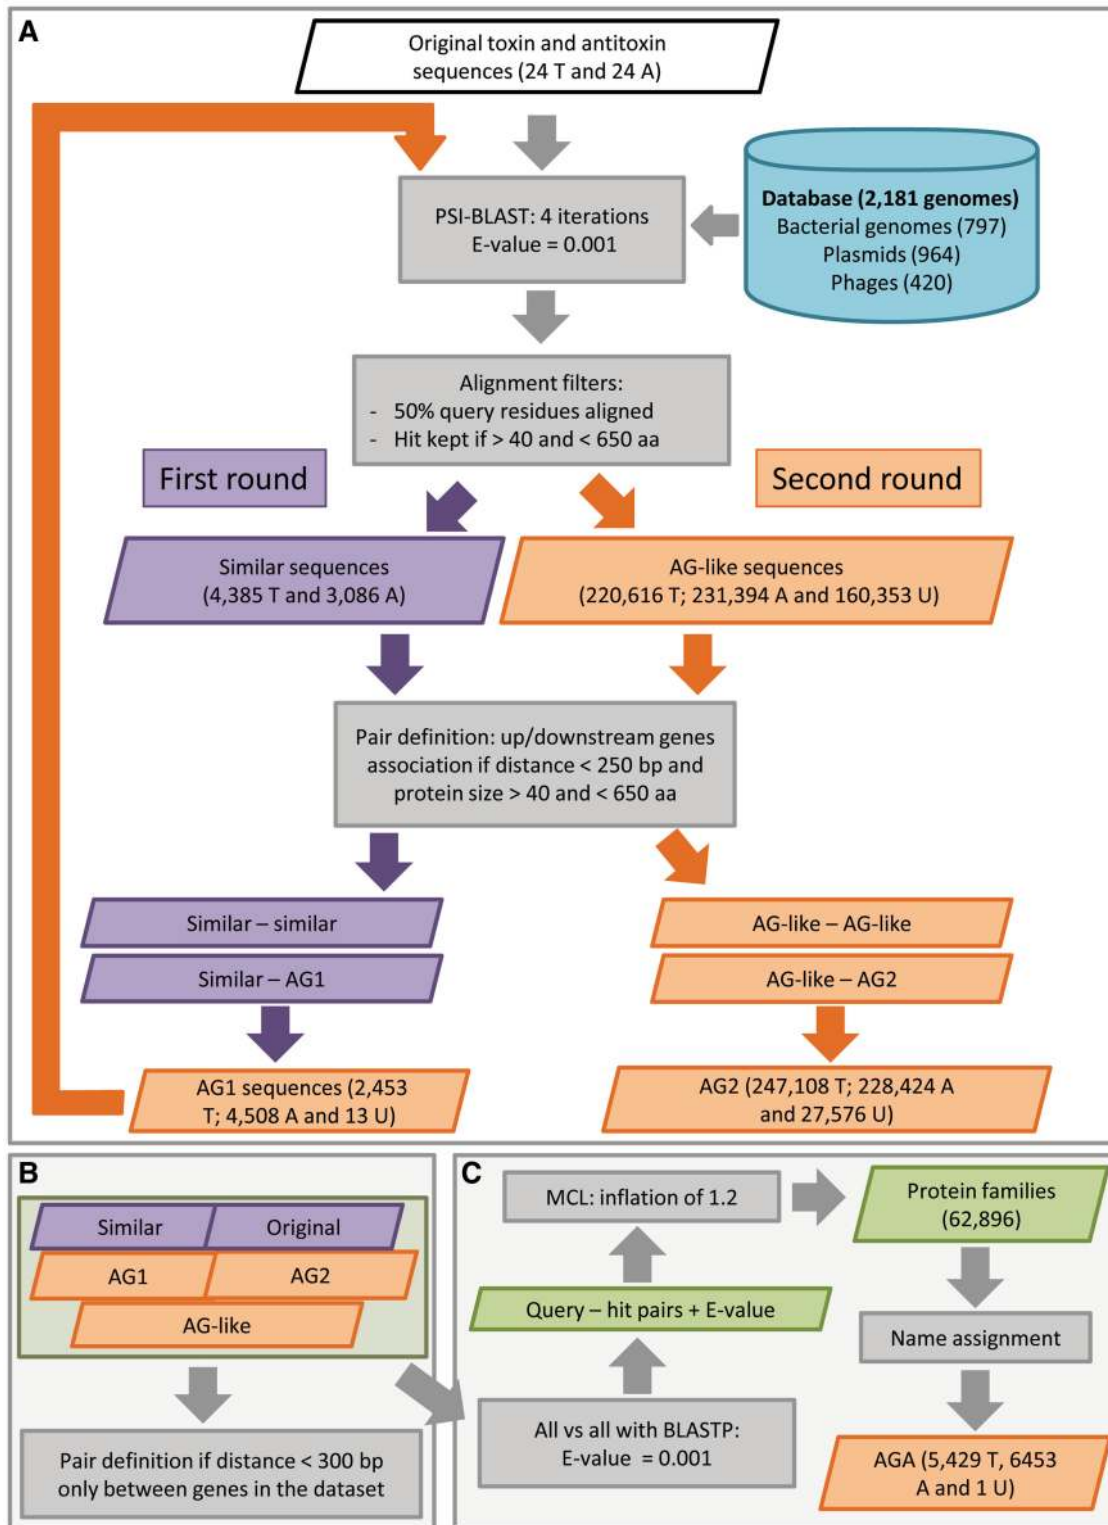 A
Original toxin and antitoxin
sequences (24 T and 24 A)
PSI-BLAST: 4 iterations
E-value = 0.001
Database (2,181 genomes)
Bacterial genomes (797)
Plasmids (964)
Phages (420)
Alignment filters:
- 50% query residues aligned
- Hit kept if > 40 and < 650 aa
First round
Second round
Similar sequences
(4,385 T and 3,086 A)
AG-like sequences
(220,616 T; 231,394 A and 160,353 U)
Pair definition: up/downstream genes
association if distance < 250 bp and
protein size > 40 and < 650 aa
Similar – similar
Similar – AG1
AG-like – AG-like
AG-like – AG2
AG1 sequences (2,453
T; 4,508 A and 13 U)
AG2 (247,108 T; 228,424 A
and 27,576 U)
B
Similar
Original
AG1
AG2
AG-like
Pair definition if distance < 300 bp
only between genes in the dataset
C
MCL: inflation of 1.2
Query – hit pairs + E-value
All vs all with BLASTP:
E-value = 0.001
Protein families
(62,896)
Name assignment
AGA (5,429 T, 6453
A and 1 U)